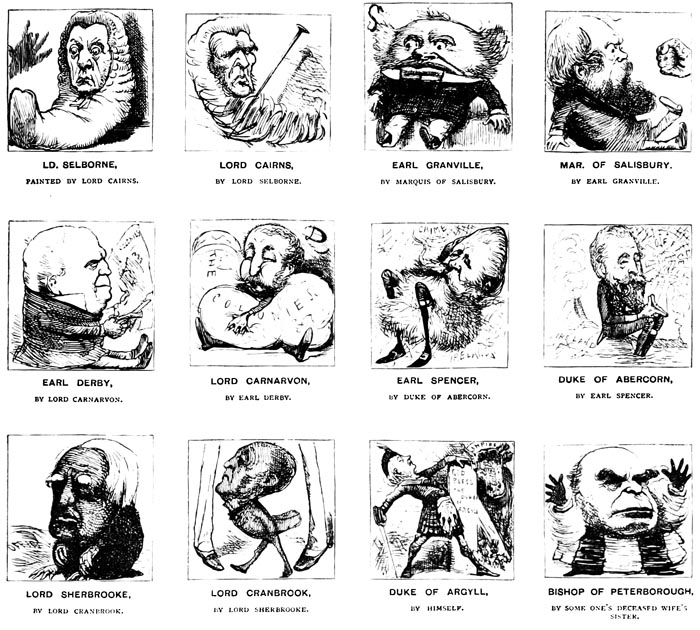 LD. SELBORNE,
PAINTED BY LORD CAIRNS.
LORD CAIRNS,
BY LORD SELBORNE.
EARL GRANVILLE,
BY MARQUIS OF SALISBURY.
MAR. OF SALISBURY.
BY EARL GRANVILLE.
EARL DERBY,
BY LORD CARNARVON.
THE
LORD CARNARVON,
BY EARL DERBY.
CRIME
EARL SPENCER,
BY DUKE OF ABERCORN.
DUKE OF ABERCORN,
BY EARL SPENCER.
LORD SHERBROOKE,
BY LORD CRANBROOK.
LORD CRANBROOK,
BY LORD SHERBROOKE.
DUKE OF ARGYLL,
BY HIMSELF.
BISHOP OF PETERBOROUGH,
BY SOME ONE'S DECEASED WIFE'S
SISTER.